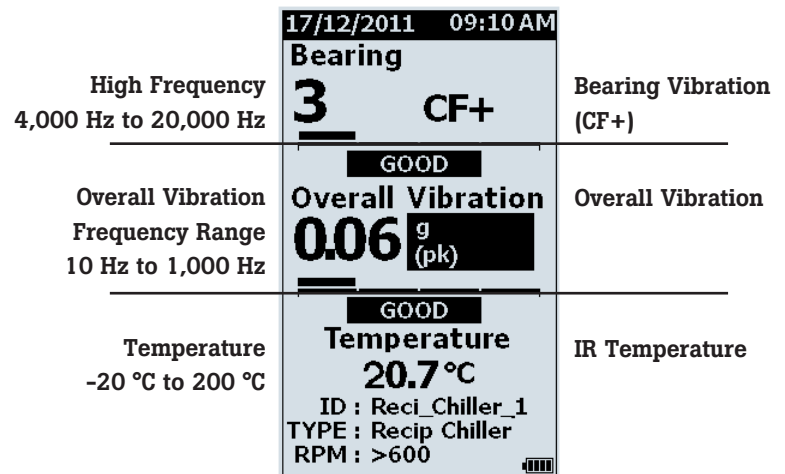 17/12/2011 09:10 AM
Bearing
3 CF+
GOOD
Overall Vibration
0.06 g
(pk)
GOOD
Temperature
20.7 °C
ID : Reci_Chiller_1
TYPE : Recip Chiller
RPM : >600
High Frequency
4,000 Hz to 20,000 Hz
Overall Vibration
Frequency Range
10 Hz to 1,000 Hz
Temperature
-20 °C to 200 °C
Bearing Vibration
(CF+)
Overall Vibration
IR Temperature